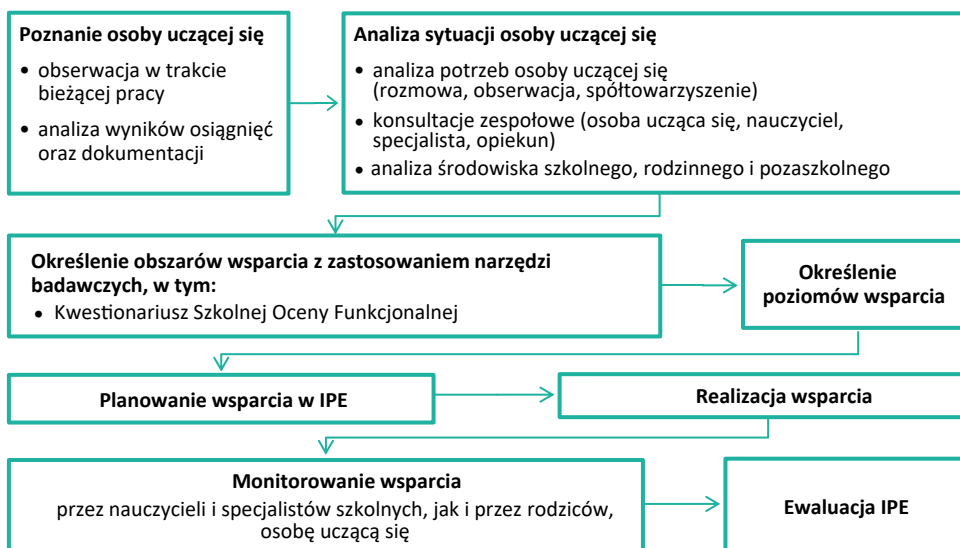 Poznanie osoby uczącej się
• obserwacja w trakcie
bieżącej pracy
• analiza wyników osiągnięć
oraz dokumentacji
Analiza sytuacji osoby uczącej się
• analiza potrzeb osoby uczącej się
(rozmowa, obserwacja, spółtowarzyszenie)
• konsultacje zespołowe (osoba ucząca się, nauczyciel,
specjalista, opiekun)
• analiza środowiska szkolnego, rodzinnego i pozaszkolnego
Określenie obszarów wsparcia z zastosowaniem narzędzi
badawczych, w tym:
• Kwestionariusz Szkolnej Oceny Funkcjonalnej
Określenie
poziomów wsparcia
Planowanie wsparcia w IPE
Realizacja wsparcia
Monitorowanie wsparcia
przez nauczycieli i specjalistów szkolnych, jak i przez rodziców,
osobę uczącą się
Ewaluacja IPE